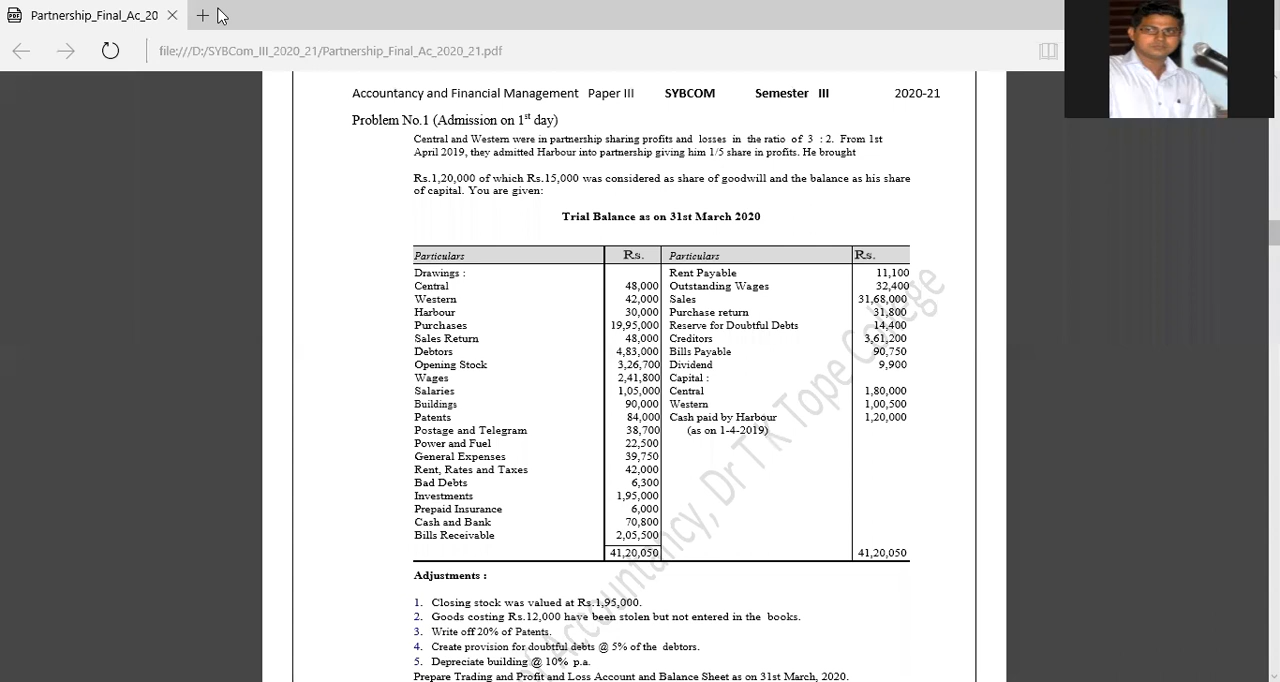 Partnership_Final_Ac_20
file:///D:/SYBCom_III_2020_21/Partnership_Final_Ac_2020_21.pdf
Accountancy and Financial Management Paper III SYBCOM Semester III 2020-21
Problem No.1 (Admission on 1st day)
Central and Western were in partnership sharing profits and losses in the ratio of 3 : 2. From 1st
April 2019, they admitted Harbour into partnership giving him 1/5 share in profits. He brought
Rs.1,20,000 of which Rs.15,000 was considered as share of goodwill and the balance as his share
of capital. You are given:
Trial Balance as on 31st March 2020
Particulars Rs. Particulars Rs.
Drawings : Rent Payable 11,100
Central 48,000 Outstanding Wages 32,400
Western 42,000 Sales 31,68,000
Harbour 30,000 Purchase return 31,800
Purchases 19,95,000 Reserve for Doubtful Debts 14,400
Sales Return 48,000 Creditors 3,61,200
Debtors 4,83,000 Bills Payable 90,750
Opening Stock 3,26,700 Dividend 9,900
Wages 2,41,800 Capital :
Salaries 1,05,000 Central 1,80,000
Buildings 90,000 Western 1,00,500
Patents 84,000 Cash paid by Harbour 1,20,000
Postage and Telegram 38,700 (as on 1-4-2019)
Power and Fuel 22,500
General Expenses 39,750
Rent, Rates and Taxes 42,000
Bad Debts 6,300
Investments 1,95,000
Prepaid Insurance 6,000
Cash and Bank 70,800
Bills Receivable 2,05,500
41,20,050 41,20,050
Adjustments :
1. Closing stock was valued at Rs.1,95,000.
2. Goods costing Rs.12,000 have been stolen but not entered in the books.
3. Write off 20% of Patents.
4. Create provision for doubtful debts @ 5% of the debtors.
5. Depreciate building @ 10% p.a.
Prepare Trading and Profit and Loss Account and Balance Sheet as on 31st March, 2020.
Accountancy, Dr T K Tope College